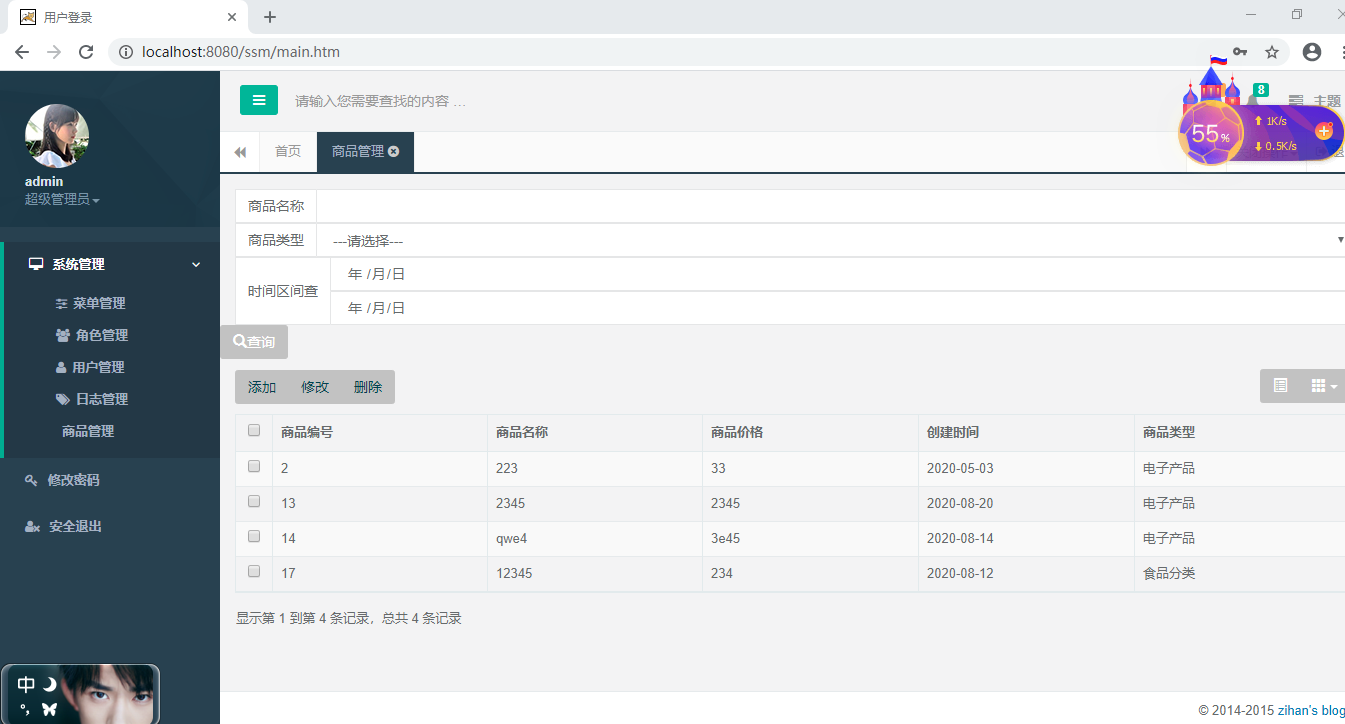 用户登录
localhost:8080/ssm/main.htm
admin
超级管理员
系统管理
菜单管理
角色管理
用户管理
日志管理
商品管理
修改密码
安全退出
中
请输入您需要查找的内容 …
8
主题
55%
1K/s
0.5K/s
首页
商品管理
商品名称
商品类型 ---请选择---
时间区间查
年 /月/日
年 /月/日
查询
添加 修改 删除
商品编号 商品名称 商品价格 创建时间 商品类型
2 223 33 2020-05-03 电子产品
13 2345 2345 2020-08-20 电子产品
14 qwe4 3e45 2020-08-14 电子产品
17 12345 234 2020-08-12 食品分类
显示第 1 到第 4 条记录，总共 4 条记录
© 2014-2015 zihan's blog